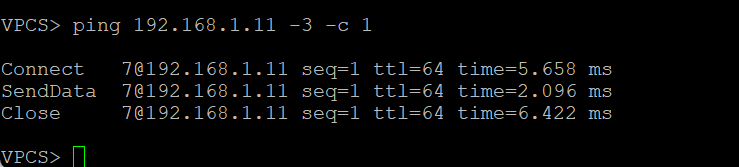 VPCS> ping 192.168.1.11 -3 -c 1
Connect   7@192.168.1.11 seq=1 ttl=64 time=5.658 ms
SendData  7@192.168.1.11 seq=1 ttl=64 time=2.096 ms
Close     7@192.168.1.11 seq=1 ttl=64 time=6.422 ms
VPCS>